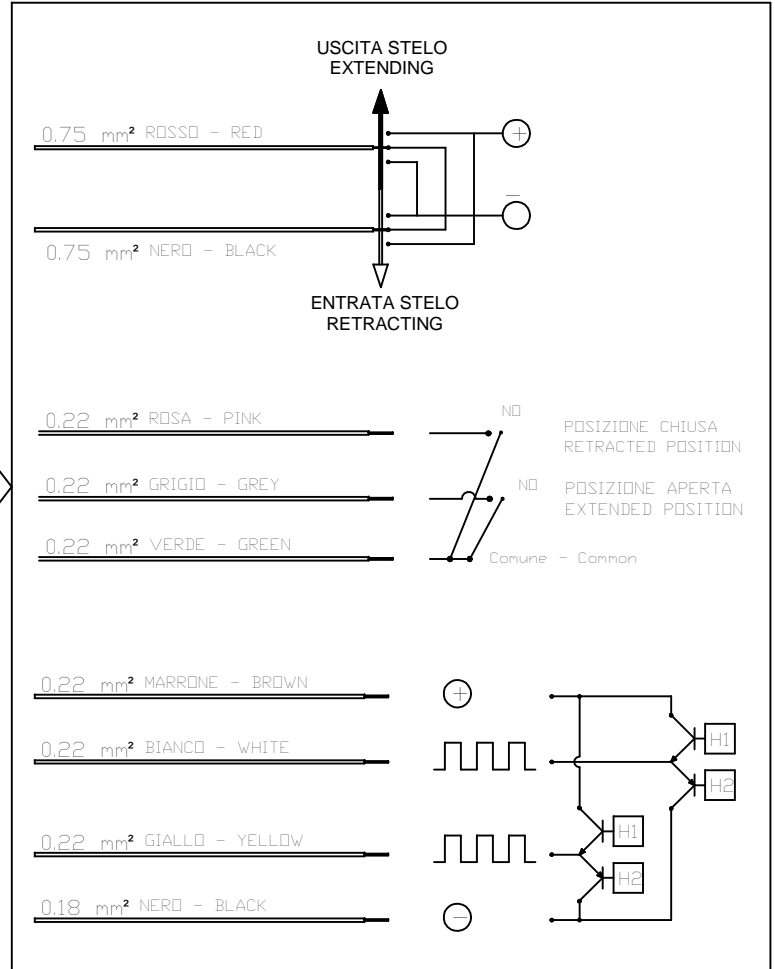 USCITA STELO
EXTENDING
0.75 mm² ROSSO - RED
+
-
0.75 mm² NERO - BLACK
ENTRATA STELO
RETRACTING
0.22 mm² ROSA - PINK
NO
POSIZIONE CHIUSA
RETRACTED POSITION
0.22 mm² GRIGIO - GREY
NO
POSIZIONE APERTA
EXTENDED POSITION
0.22 mm² VERDE - GREEN
Comune - Common
0.22 mm² MARRONE - BROWN
+
H1
0.22 mm² BIANCO - WHITE
H2
0.22 mm² GIALLO - YELLOW
H1
H2
0.18 mm² NERO - BLACK
-